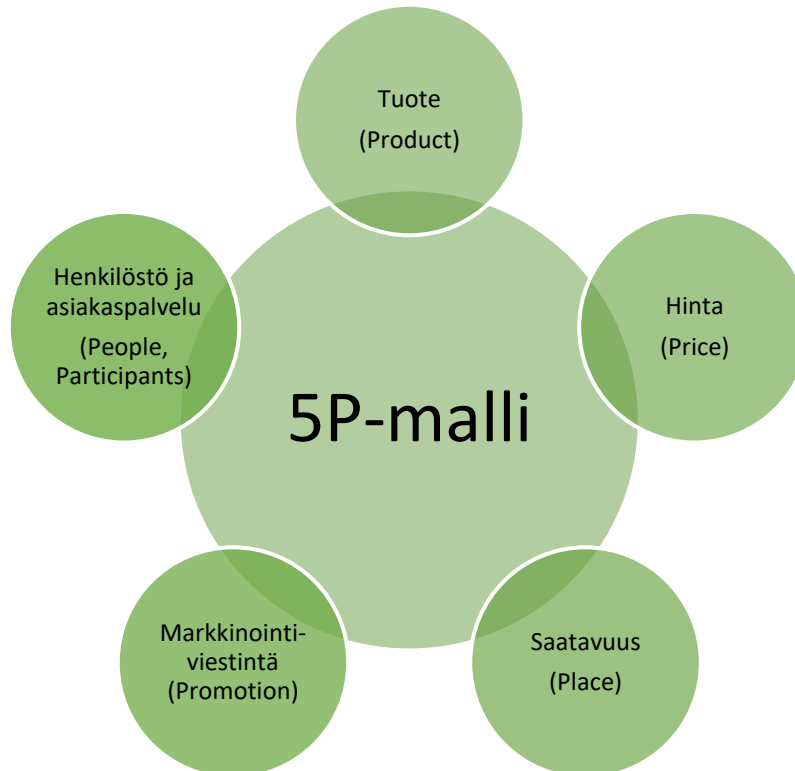 Tuote
(Product)
Hinta
(Price)
Saatavuus
(Place)
Markkinointi-
viestintä
(Promotion)
Henkilöstö ja
asiakaspalvelu
(People,
Participants)
5P-malli